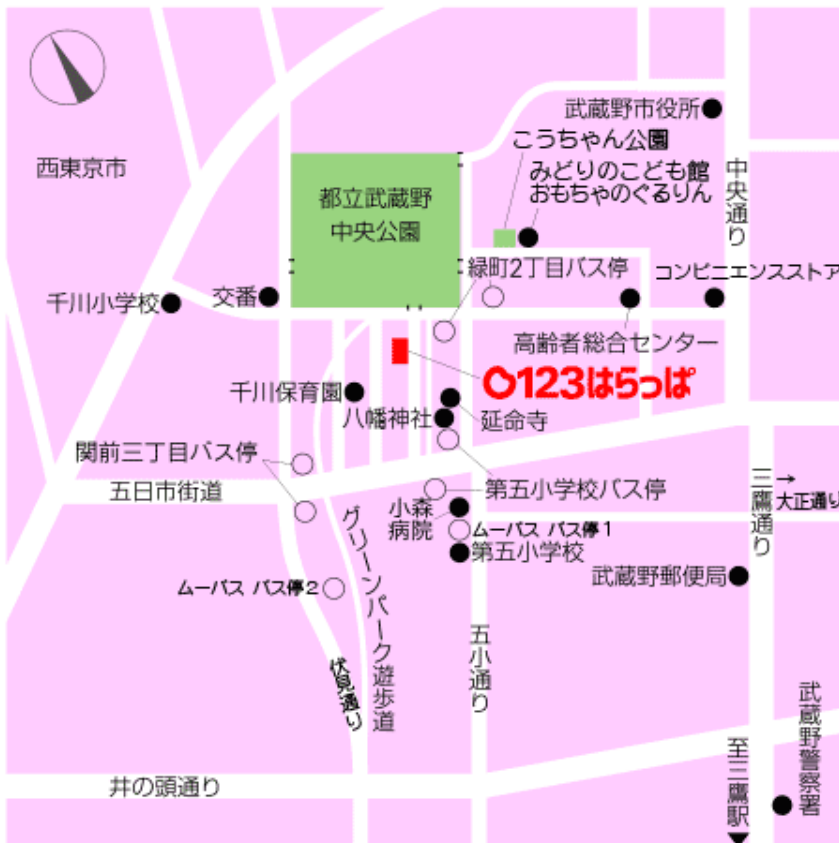 武蔵野市役所
こうちゃん公園
みどりのこども館
おもちゃのぐるりん
西東京市
都立武蔵野
中央公園
中央通り
緑町2丁目バス停
コンビニエンスストア
千川小学校
交番
高齢者総合センター
0123はらっぱ
千川保育園
八幡神社
延命寺
関前三丁目バス停
五日市街道
第五小学校バス停
三鷹通り
→
大正通り
小森
病院
ムーバス バス停1
第五小学校
グリーンパーク遊歩道
武蔵野郵便局
ムーバス バス停2
五小通り
伏見通り
武蔵野警察署
至三鷹駅
井の頭通り